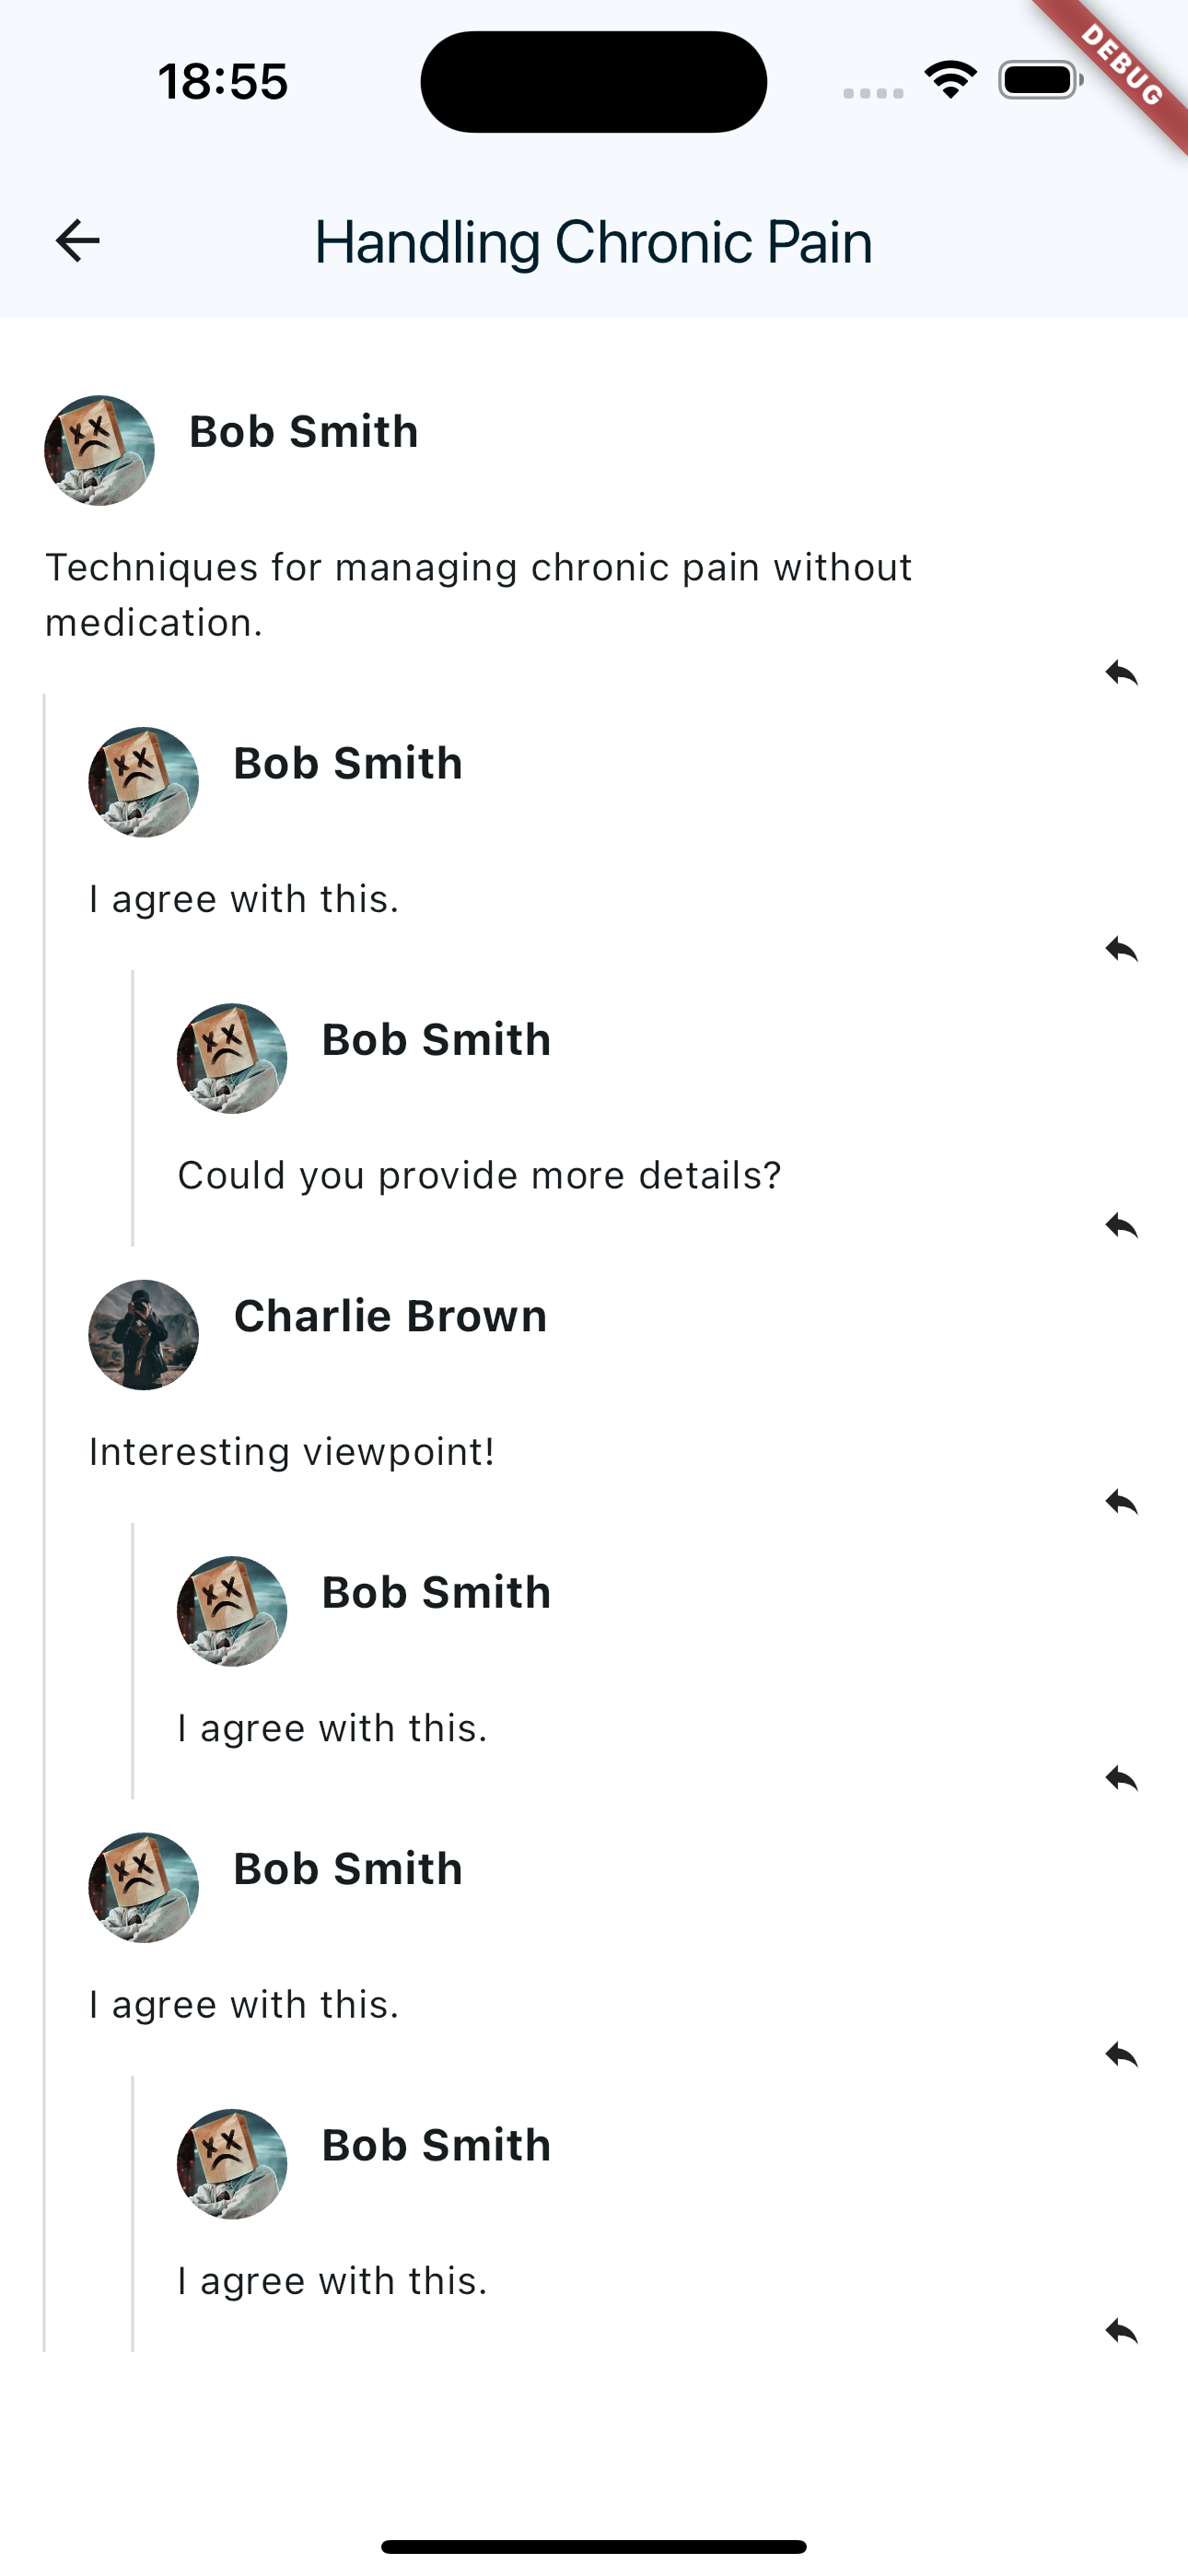 18:55
DEBUG
Handling Chronic Pain
Bob Smith
Techniques for managing chronic pain without
medication.
Bob Smith
I agree with this.
Bob Smith
Could you provide more details?
Charlie Brown
Interesting viewpoint!
Bob Smith
I agree with this.
Bob Smith
I agree with this.
Bob Smith
I agree with this.